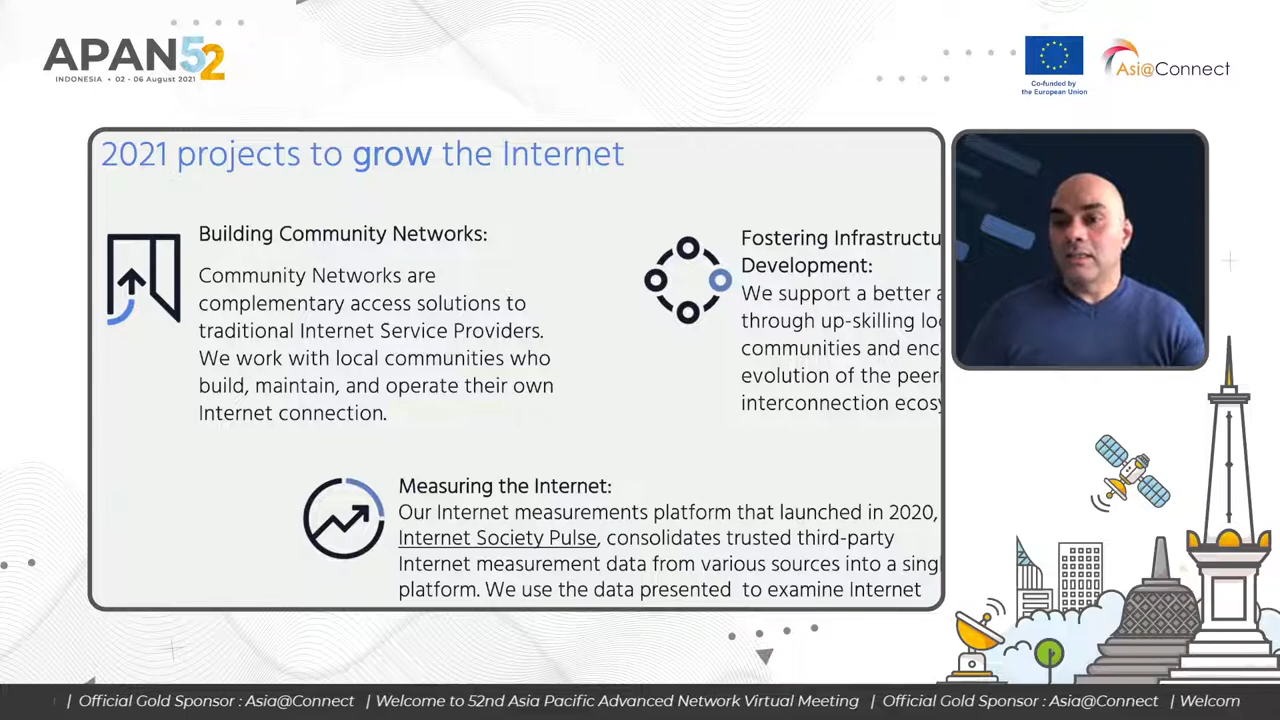 APAN52
INDONESIA • 02 - 06 August 2021
Co-funded by
the European Union
Asi@Connect
2021 projects to grow the Internet
Building Community Networks:
Community Networks are
complementary access solutions to
traditional Internet Service Providers.
We work with local communities who
build, maintain, and operate their own
Internet connection.
Fostering Infrastructu
Development:
We support a better
through up-skilling lo
communities and enc
evolution of the peer
interconnection ecos
Measuring the Internet:
Our Internet measurements platform that launched in 2020,
Internet Society Pulse, consolidates trusted third-party
Internet measurement data from various sources into a sing
platform. We use the data presented to examine Internet
| Official Gold Sponsor : Asia@Connect | Welcome to 52nd Asia Pacific Advanced Network Virtual Meeting | Official Gold Sponsor : Asia@Connect | Welcom